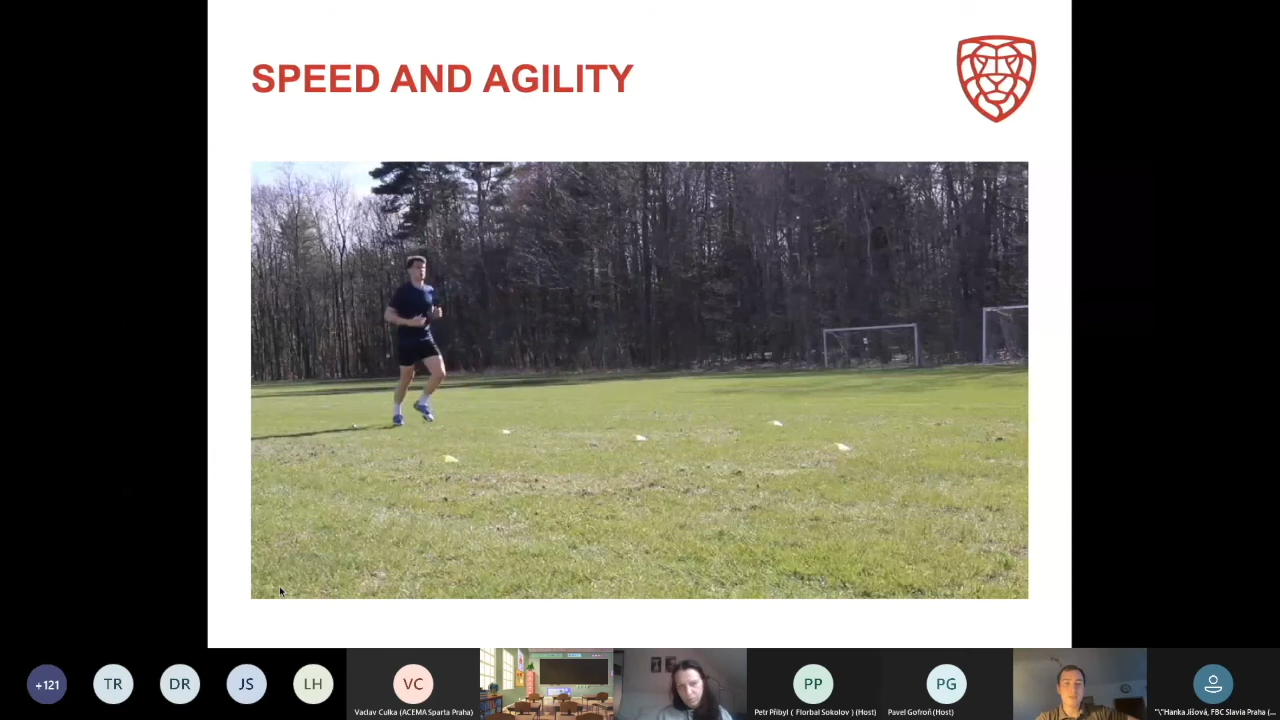 SPEED AND AGILITY
+121
TR
DR
JS
LH
VC
Vaclav Culka (ACEMA Sparta Praha)
PP
Petr Přibyl ( Florbal Sokolov ) (Host)
PG
Pavel Gofroň (Host)
"\"Hanka Jíšová, FBC Slavia Praha (...